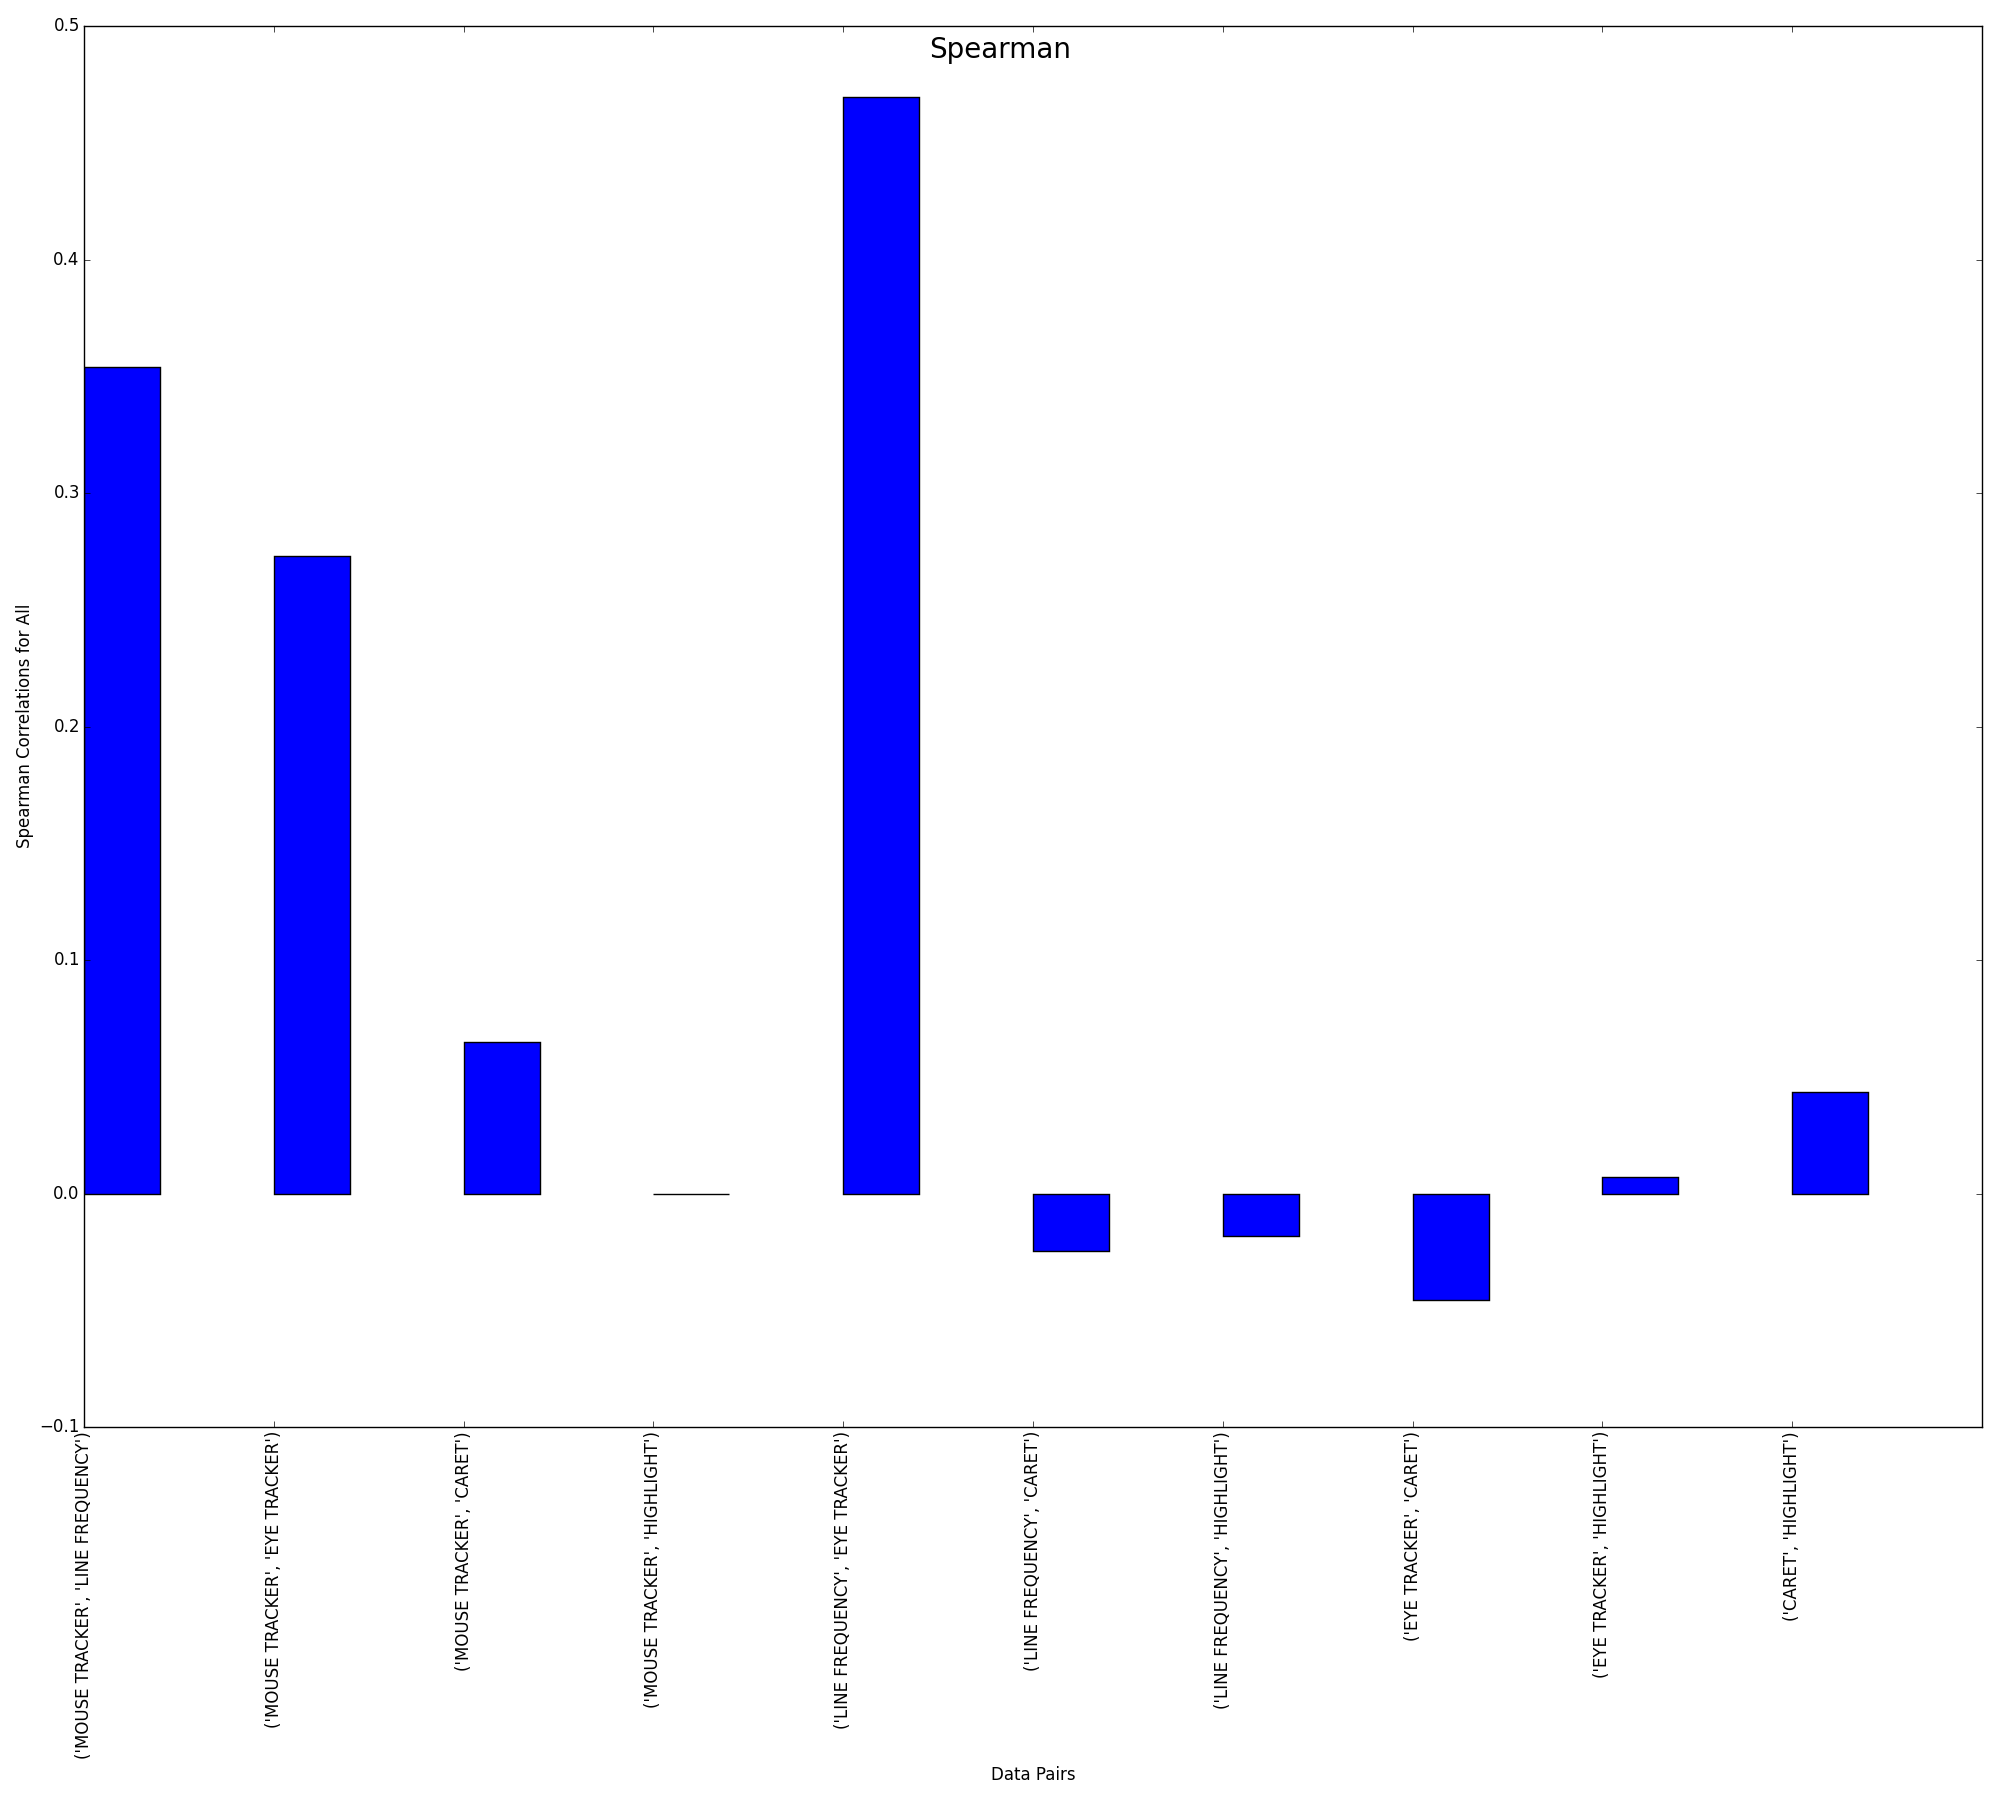 Spearman
0.5
0.4
0.3
0.2
0.1
0.0
−0.1
Spearman Correlations for All
('MOUSE TRACKER', 'LINE FREQUENCY')
('MOUSE TRACKER', 'EYE TRACKER')
('MOUSE TRACKER', 'CARET')
('MOUSE TRACKER', 'HIGHLIGHT')
('LINE FREQUENCY', 'EYE TRACKER')
('LINE FREQUENCY', 'CARET')
('LINE FREQUENCY', 'HIGHLIGHT')
('EYE TRACKER', 'CARET')
('EYE TRACKER', 'HIGHLIGHT')
('CARET', 'HIGHLIGHT')
Data Pairs